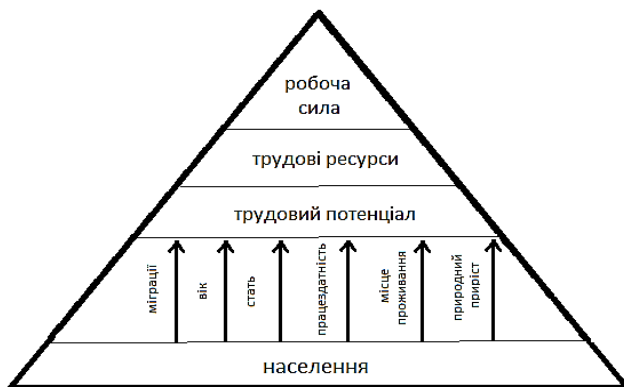 робоча
сила
трудові ресурси
трудовий потенціал
міграції
вік
стать
працездатність
місце
проживання
природний
приріст
населення